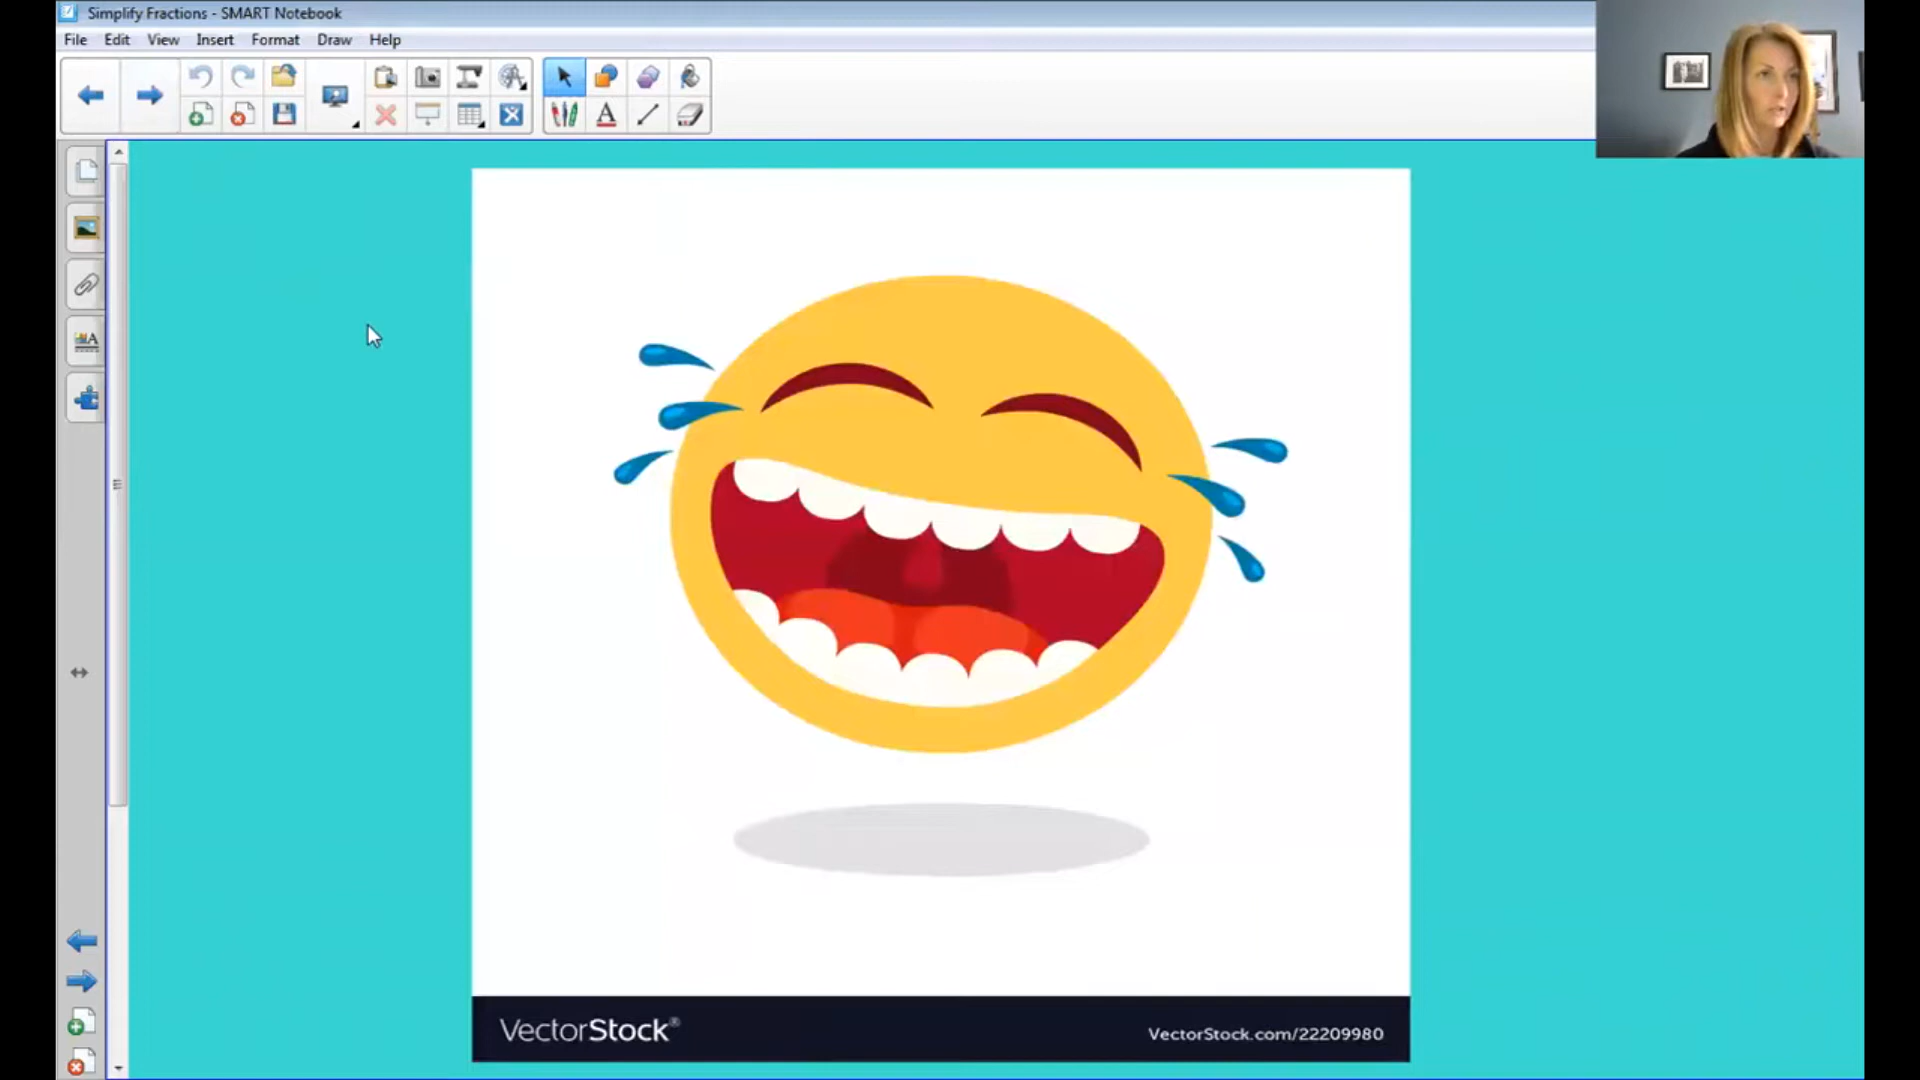 Simplify Fractions - SMART Notebook
File Edit View Insert Format Draw Help
VectorStock®
VectorStock.com/22209980